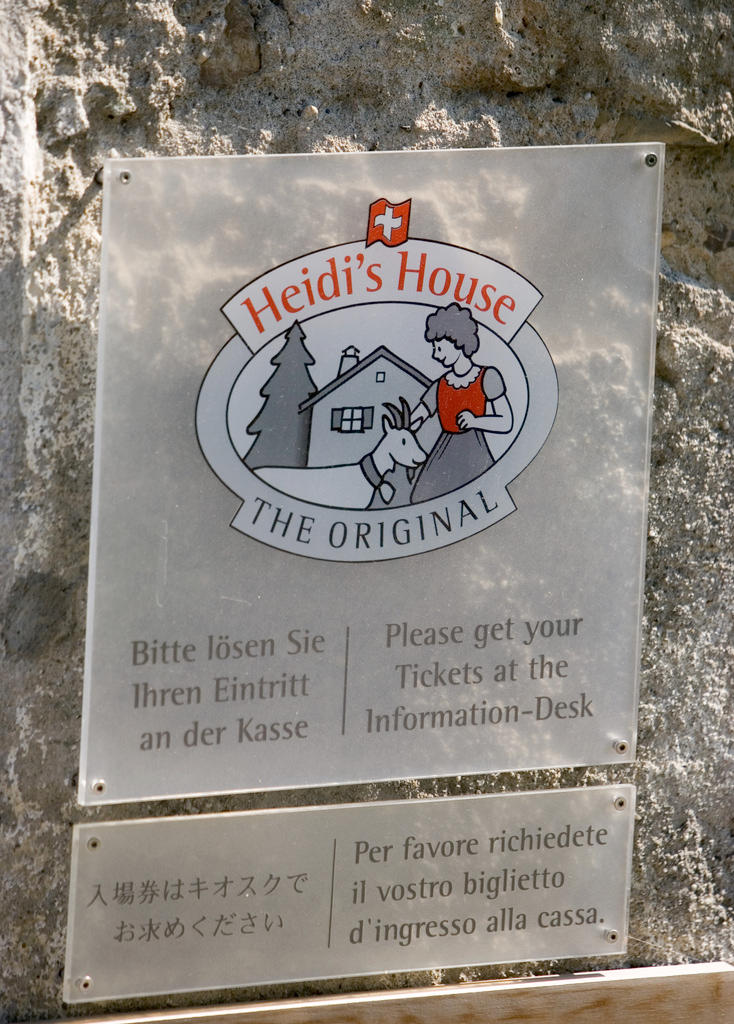 Heidi's House
THE ORIGINAL
Bitte lösen Sie
Ihren Eintritt
an der Kasse
Please get your
Tickets at the
Information-Desk
入場券はキオスクで
お求めください
Per favore richiedete
il vostro biglietto
d'ingresso alla cassa.